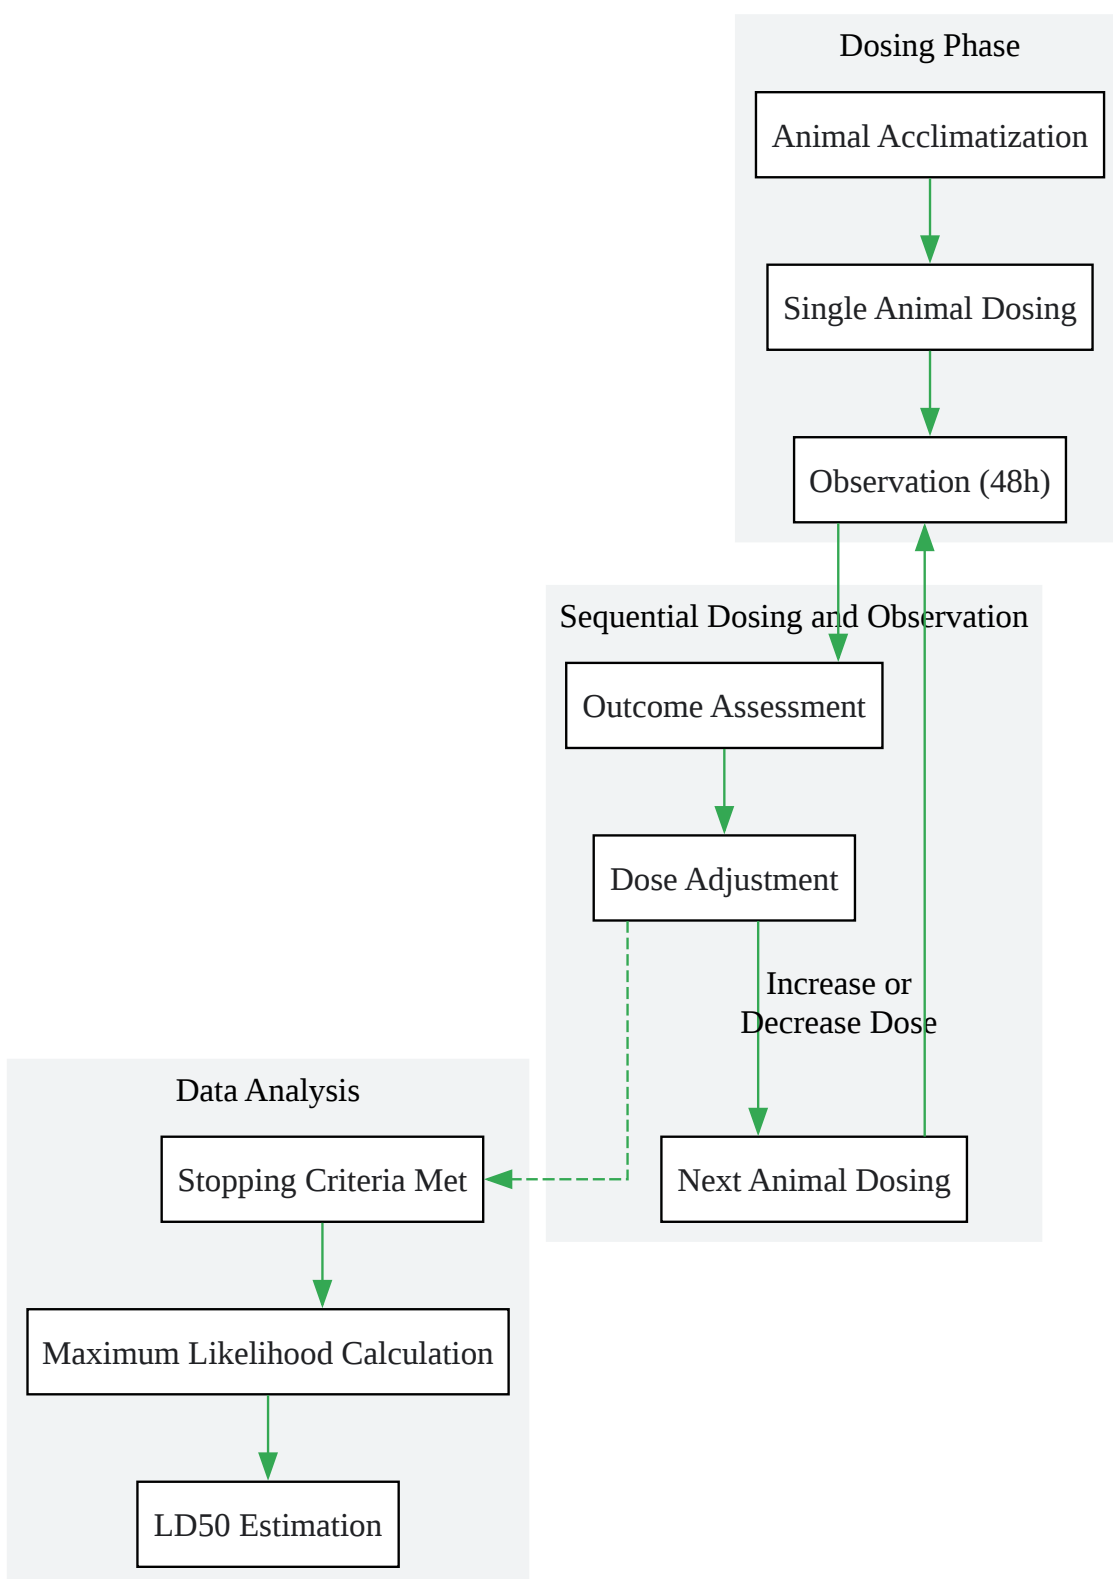 Dosing Phase
Animal Acclimatization
Single Animal Dosing
Observation (48h)
Sequential Dosing and Observation
Outcome Assessment
Dose Adjustment
Increase or
Decrease Dose
Next Animal Dosing
Data Analysis
Stopping Criteria Met
Maximum Likelihood Calculation
LD50 Estimation